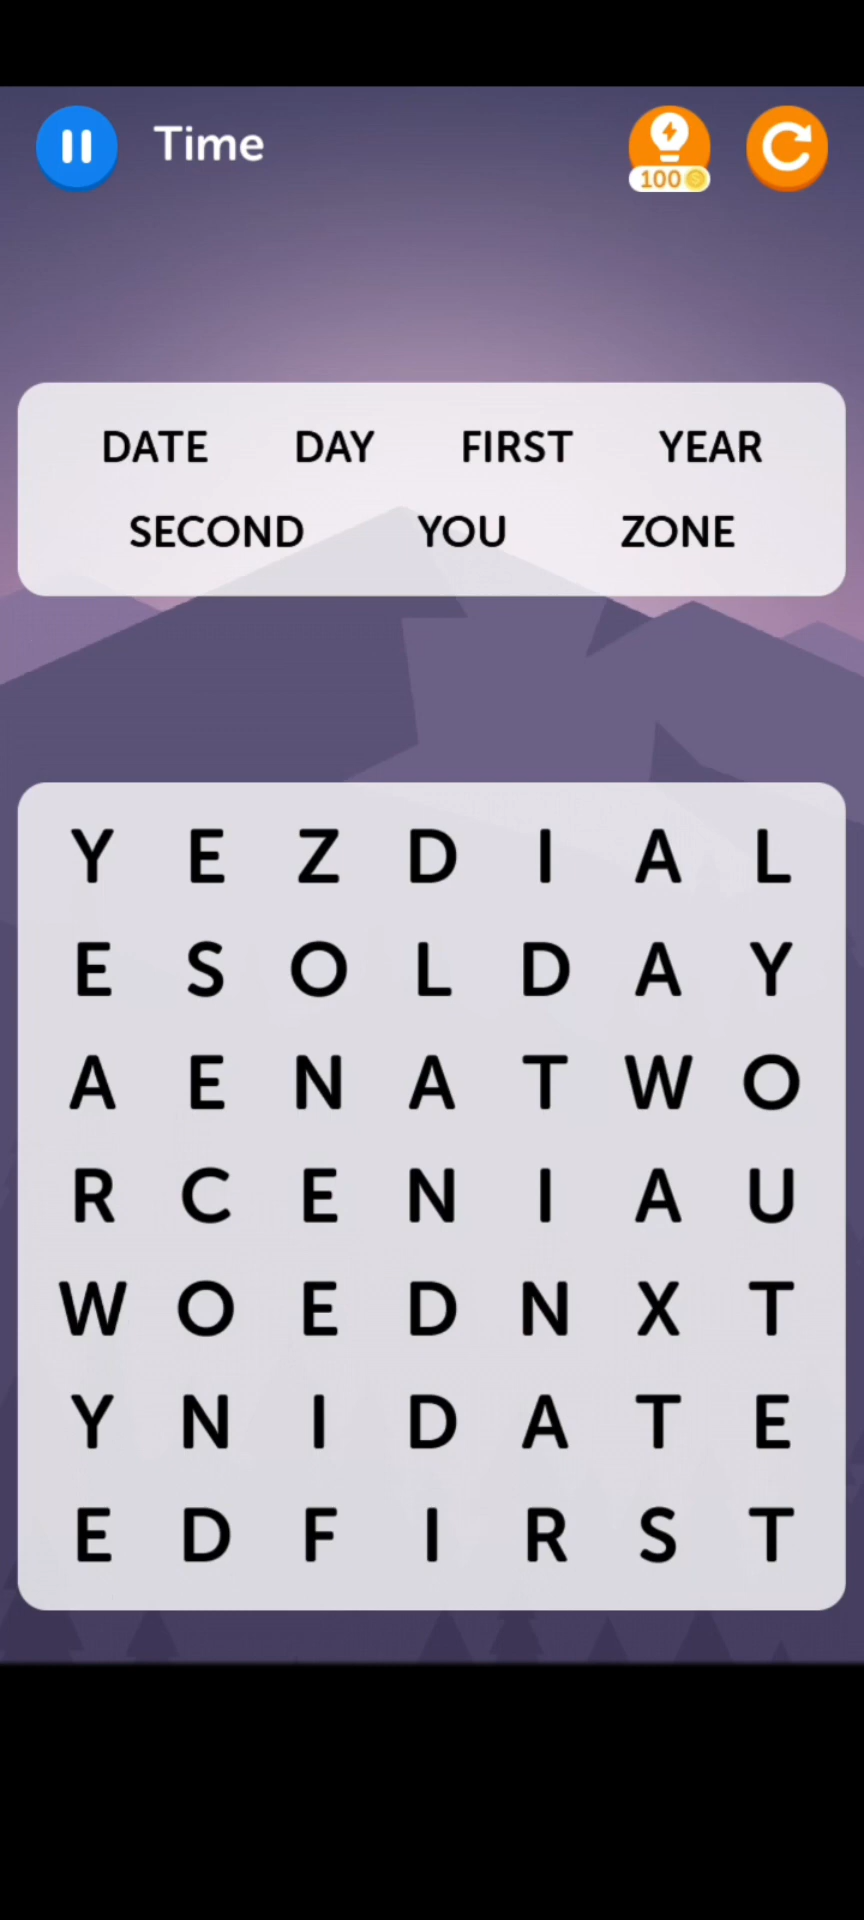 Time
100
DATE DAY FIRST YEAR
SECOND YOU ZONE
Y E Z D I A L
E S O L D A Y
A E N A T W O
R C E N I A U
W O E D N X T
Y N I D A T E
E D F I R S T